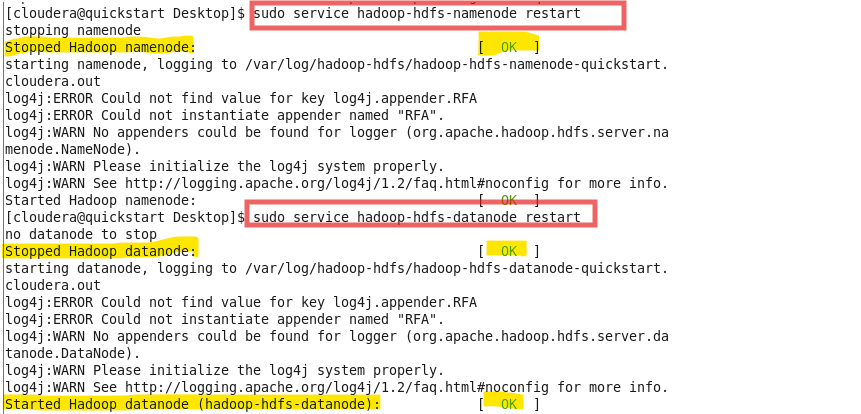 [cloudera@quickstart Desktop]$ sudo service hadoop-hdfs-namenode restart
stopping namenode
Stopped Hadoop namenode:                                   [  OK  ]
starting namenode, logging to /var/log/hadoop-hdfs/hadoop-hdfs-namenode-quickstart.
cloudera.out
log4j:ERROR Could not find value for key log4j.appender.RFA
log4j:ERROR Could not instantiate appender named "RFA".
log4j:WARN No appenders could be found for logger (org.apache.hadoop.hdfs.server.na
menode.NameNode).
log4j:WARN Please initialize the log4j system properly.
log4j:WARN See http://logging.apache.org/log4j/1.2/faq.html#noconfig for more info.
Started Hadoop namenode:                                   [  OK  ]
[cloudera@quickstart Desktop]$ sudo service hadoop-hdfs-datanode restart
no datanode to stop
Stopped Hadoop datanode:                                   [  OK  ]
starting datanode, logging to /var/log/hadoop-hdfs/hadoop-hdfs-datanode-quickstart.
cloudera.out
log4j:ERROR Could not find value for key log4j.appender.RFA
log4j:ERROR Could not instantiate appender named "RFA".
log4j:WARN No appenders could be found for logger (org.apache.hadoop.hdfs.server.da
tanode.DataNode).
log4j:WARN Please initialize the log4j system properly.
log4j:WARN See http://logging.apache.org/log4j/1.2/faq.html#noconfig for more info.
Started Hadoop datanode (hadoop-hdfs-datanode):            [  OK  ]